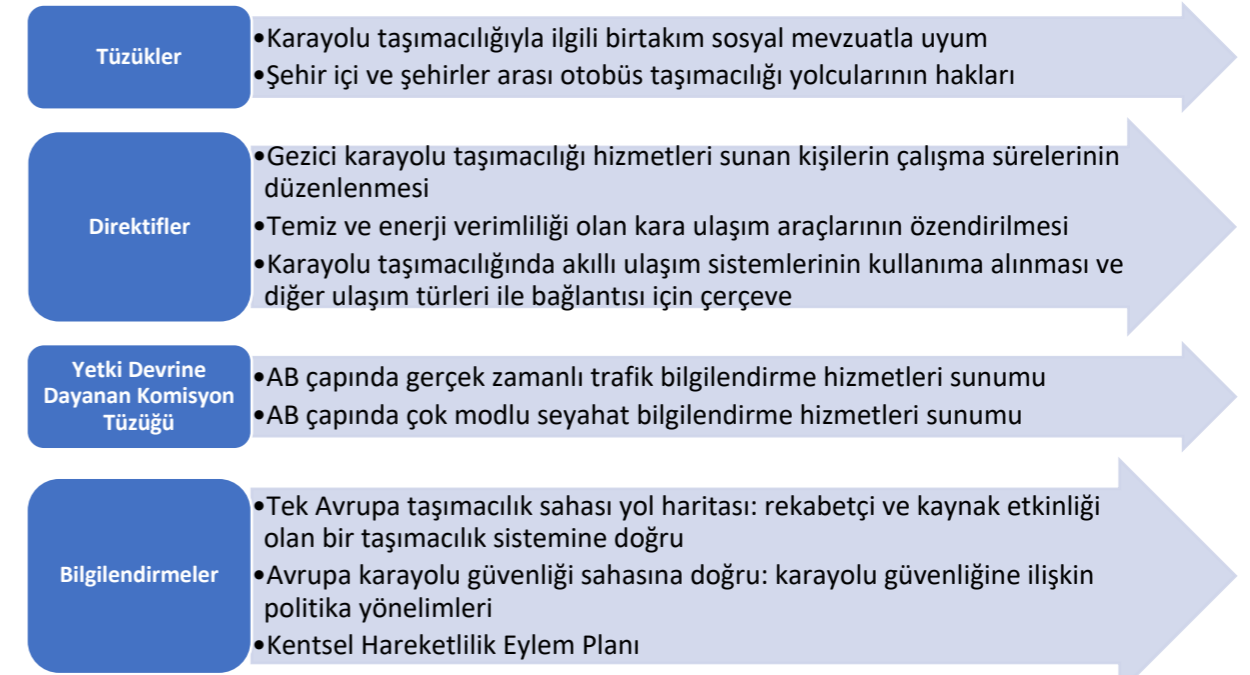 Tüzükler
•Karayolu taşımacılığıyla ilgili birtakım sosyal mevzuatla uyum
•Şehir içi ve şehirler arası otobüs taşımacılığı yolcularının hakları
Direktifler
•Gezici karayolu taşımacılığı hizmetleri sunan kişilerin çalışma sürelerinin
düzenlenmesi
•Temiz ve enerji verimliliği olan kara ulaşım araçlarının özendirilmesi
•Karayolu taşımacılığında akıllı ulaşım sistemlerinin kullanıma alınması ve
diğer ulaşım türleri ile bağlantısı için çerçeve
Yetki Devrine
Dayanan Komisyon
Tüzüğü
•AB çapında gerçek zamanlı trafik bilgilendirme hizmetleri sunumu
•AB çapında çok modlu seyahat bilgilendirme hizmetleri sunumu
Bilgilendirmeler
•Tek Avrupa taşımacılık sahası yol haritası: rekabetçi ve kaynak etkinliği
olan bir taşımacılık sistemine doğru
•Avrupa karayolu güvenliği sahasına doğru: karayolu güvenliğine ilişkin
politika yönelimleri
•Kentsel Hareketlilik Eylem Planı